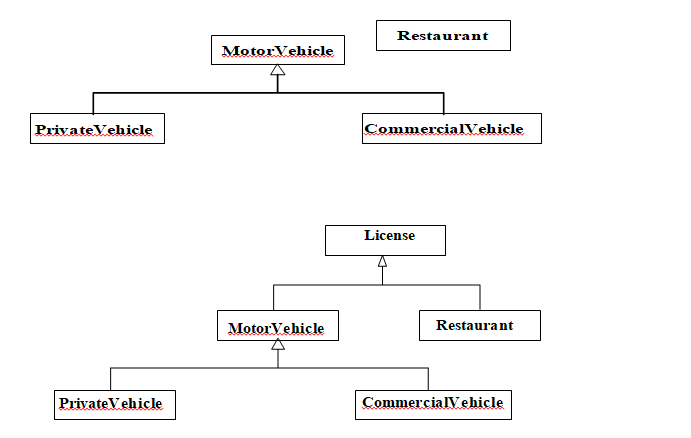 Restaurant
MotorVehicle
PrivateVehicle
CommercialVehicle
License
MotorVehicle
Restaurant
PrivateVehicle
CommercialVehicle